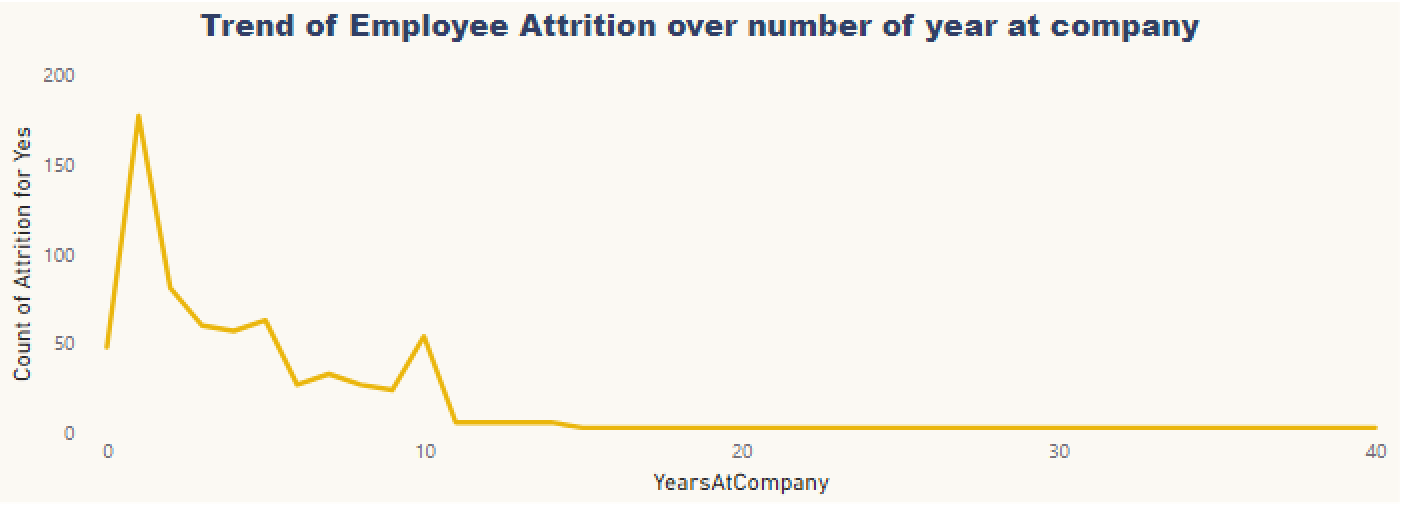 Trend of Employee Attrition over number of year at company
Count of Attrition for Yes
200
150
100
50
0
0 10 20 30 40
YearsAtCompany